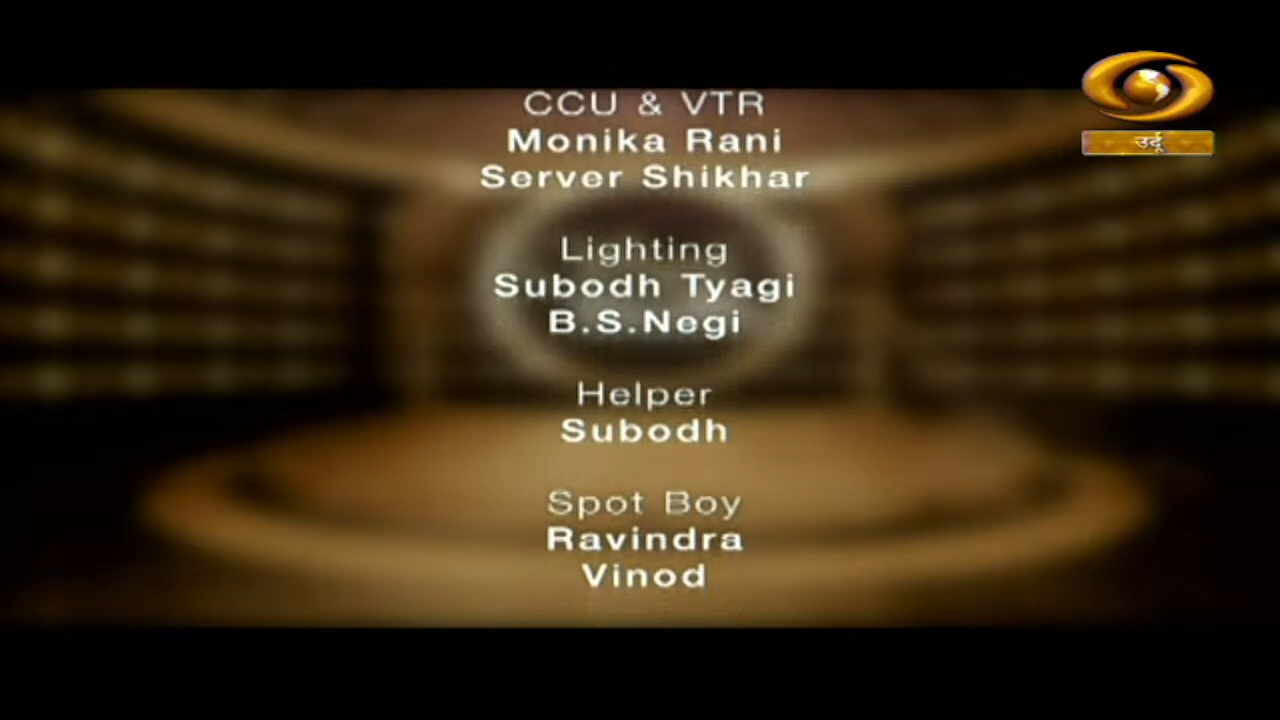 CCU & VTR
Monika Rani
Server Shikhar
Lighting
Subodh Tyagi
B.S.Negi
Helper
Subodh
Spot Boy
Ravindra
Vinod
उर्दू